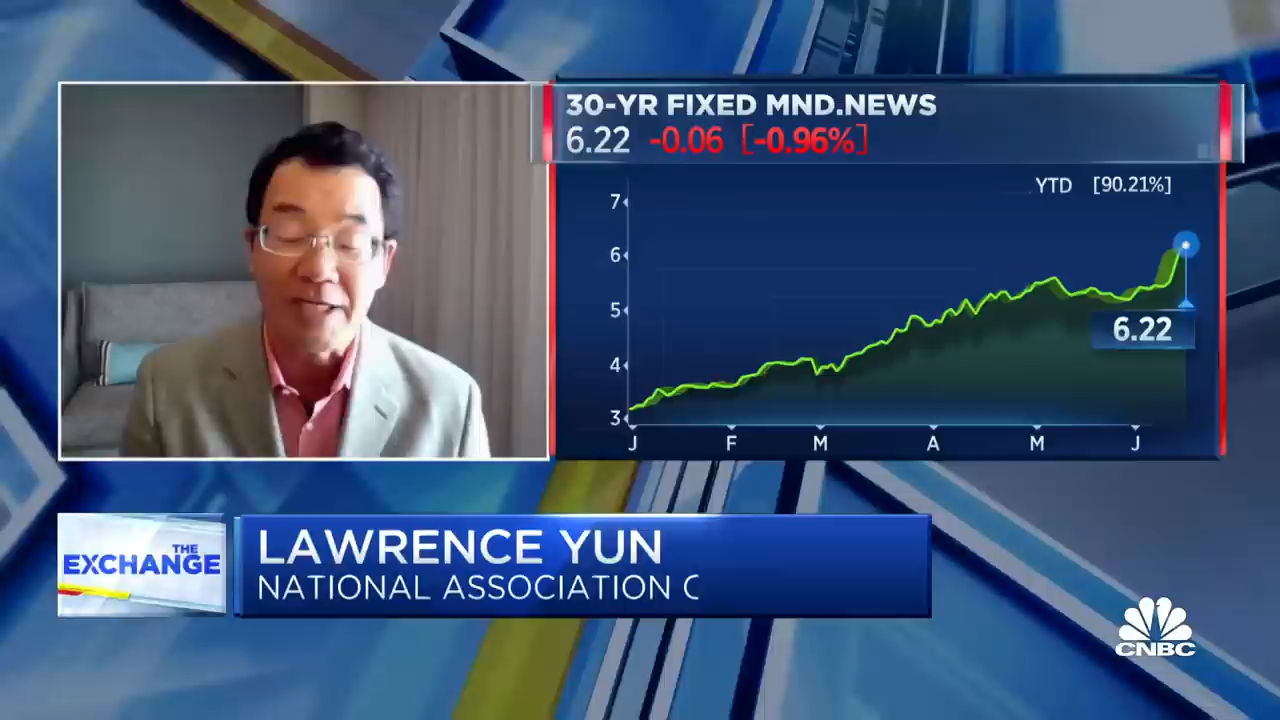 30-YR FIXED MND.NEWS
6.22 -0.06 [-0.96%]
YTD [90.21%]
7
6
5
4
3
6.22
J F M A M J
THE
EXCHANGE
LAWRENCE YUN
NATIONAL ASSOCIATION C
CNBC